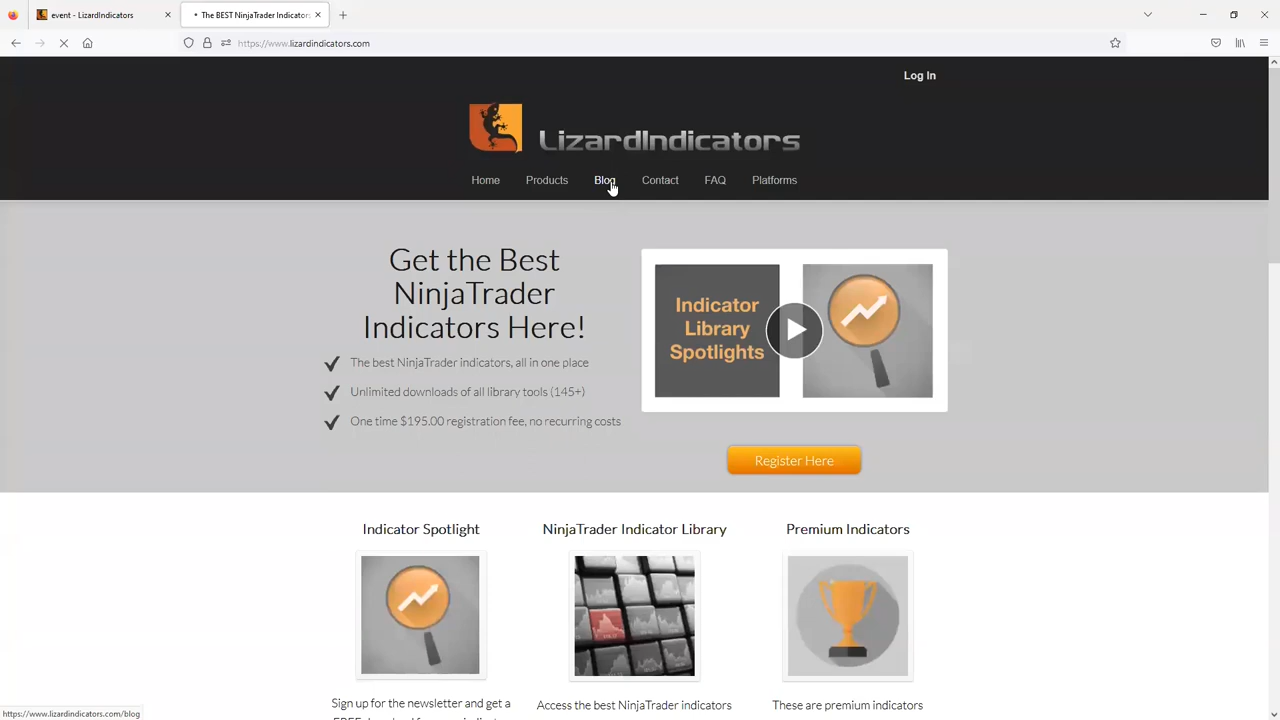 event - LizardIndicators
The BEST NinjaTrader Indicators
https://www.lizardindicators.com
Log In
LizardIndicators
Home Products Blog Contact FAQ Platforms
Get the Best
NinjaTrader
Indicators Here!
The best NinjaTrader indicators, all in one place
Unlimited downloads of all library tools (145+)
One time $195.00 registration fee, no recurring costs
Indicator
Library
Spotlights
Register Here
Indicator Spotlight
NinjaTrader Indicator Library
Premium Indicators
Sign up for the newsletter and get a
Access the best NinjaTrader indicators
These are premium indicators
https://www.lizardindicators.com/blog